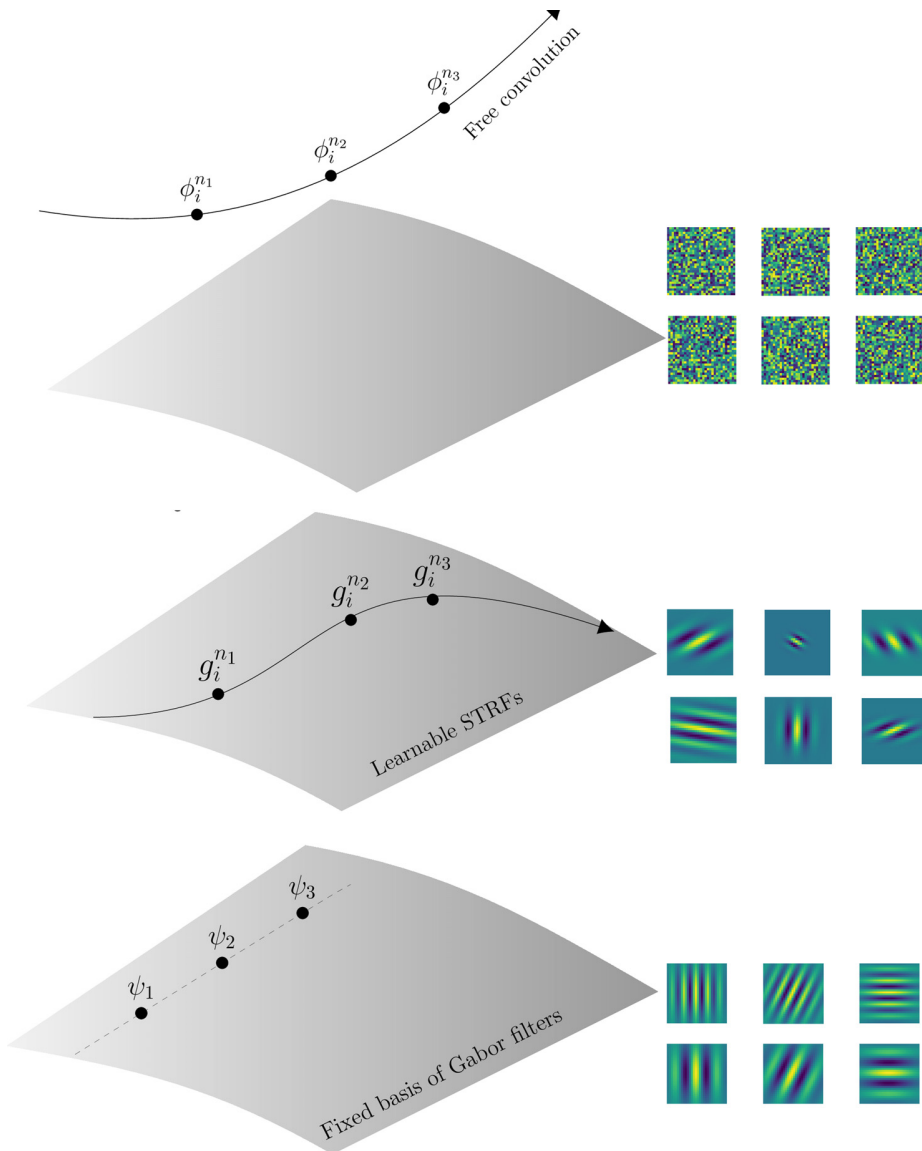 Free convolution
ϕ_i^{n_3}
ϕ_i^{n_2}
ϕ_i^{n_1}
g_i^{n_3}
g_i^{n_2}
g_i^{n_1}
Learnable STRFs
ψ_3
ψ_2
ψ_1
Fixed basis of Gabor filters